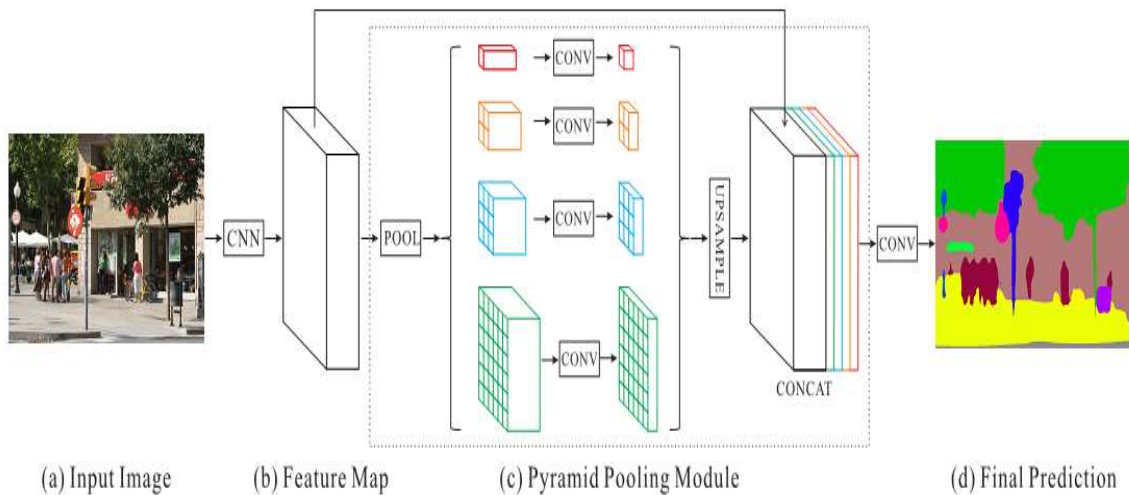 CONV
CONV
CNN
POOL
CONV
UPSAMPLE
CONV
CONV
CONCAT
(a) Input Image
(b) Feature Map
(c) Pyramid Pooling Module
(d) Final Prediction